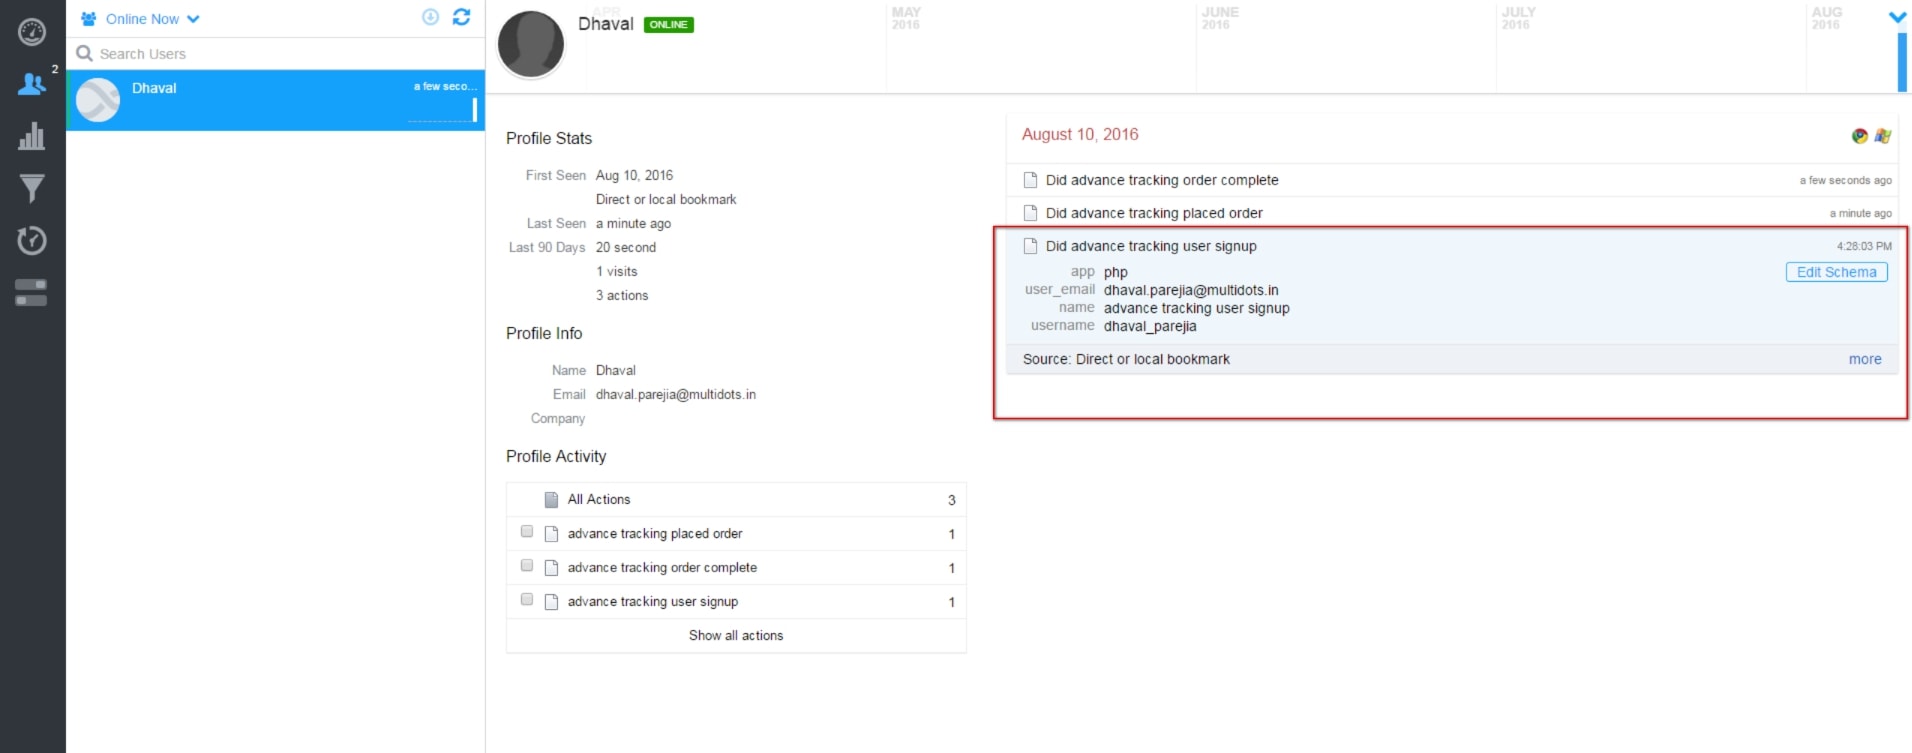 Online Now
Search Users
2
Dhaval
a few seco...
Dhaval ONLINE
APR
2016
MAY
2016
JUNE
2016
JULY
2016
AUG
2016
Profile Stats
First Seen Aug 10, 2016
Direct or local bookmark
Last Seen a minute ago
Last 90 Days 20 second
1 visits
3 actions
Profile Info
Name Dhaval
Email dhaval.parejia@multidots.in
Company
Profile Activity
All Actions 3
advance tracking placed order 1
advance tracking order complete 1
advance tracking user signup 1
Show all actions
August 10, 2016
Did advance tracking order complete a few seconds ago
Did advance tracking placed order a minute ago
Did advance tracking user signup 4:28:03 PM
app php Edit Schema
user_email dhaval.parejia@multidots.in
name advance tracking user signup
username dhaval_parejia
Source: Direct or local bookmark more